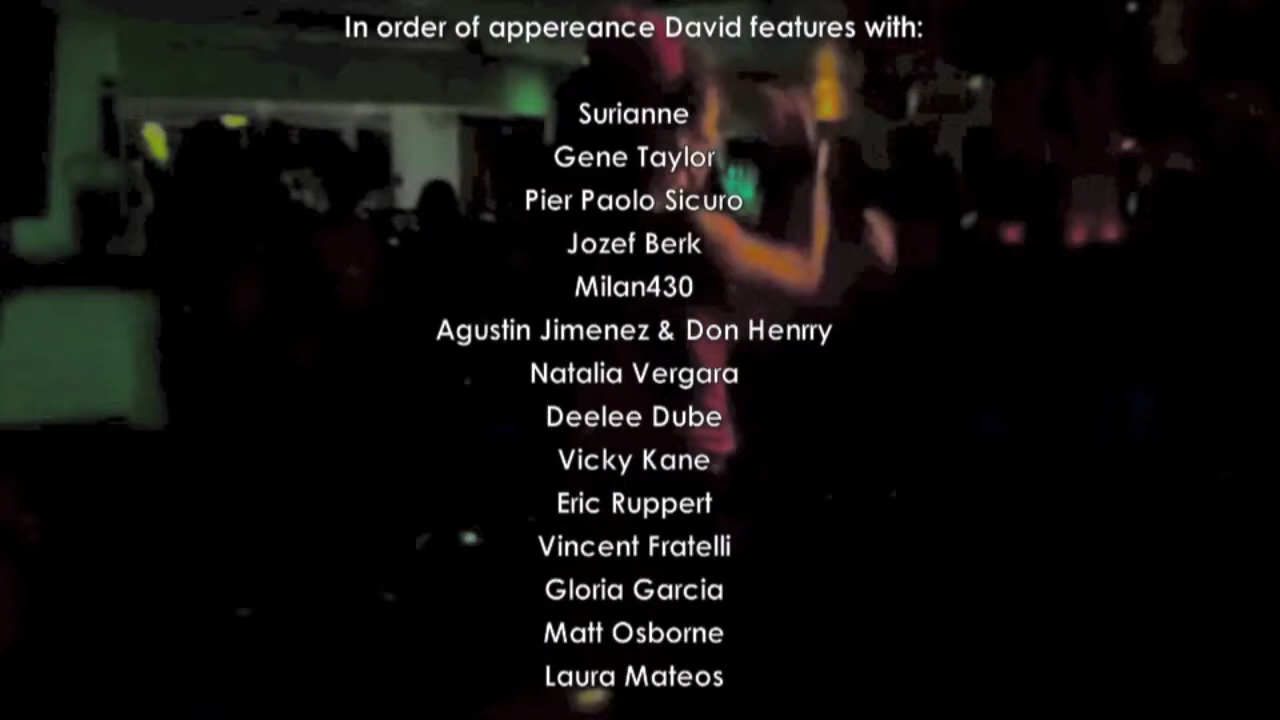 In order of appereance David features with:
Surianne
Gene Taylor
Pier Paolo Sicuro
Jozef Berk
Milan430
Agustin Jimenez & Don Henrry
Natalia Vergara
Deelee Dube
Vicky Kane
Eric Ruppert
Vincent Fratelli
Gloria Garcia
Matt Osborne
Laura Mateos